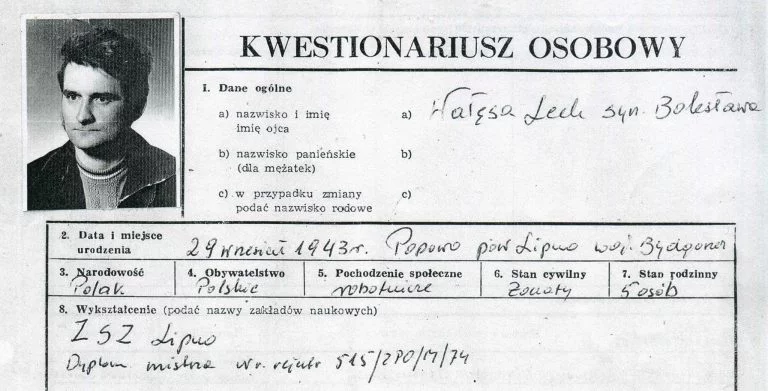 KWESTIONARIUSZ OSOBOWY
1. Dane ogólne
a) nazwisko i imię
imię ojca
a) Wałęsa Lech syn. Bolesława
b) nazwisko panieńskie
(dla mężatek)
b)
c) w przypadku zmiany
podać nazwisko rodowe
c)
2. Data i miejsce
urodzenia
29 wrzesień 1943 r. Popowo pow Lipno woj. Bydgoszcz
3. Narodowość
Polak
4. Obywatelstwo
Polskie
5. Pochodzenie społeczne
robotnicze
6. Stan cywilny
Żonaty
7. Stan rodzinny
5 osób
8. Wykształcenie (podać nazwy zakładów naukowych)
ZSZ Lipno
Dyplom mistrza nr. rejestr 515/280/M/74